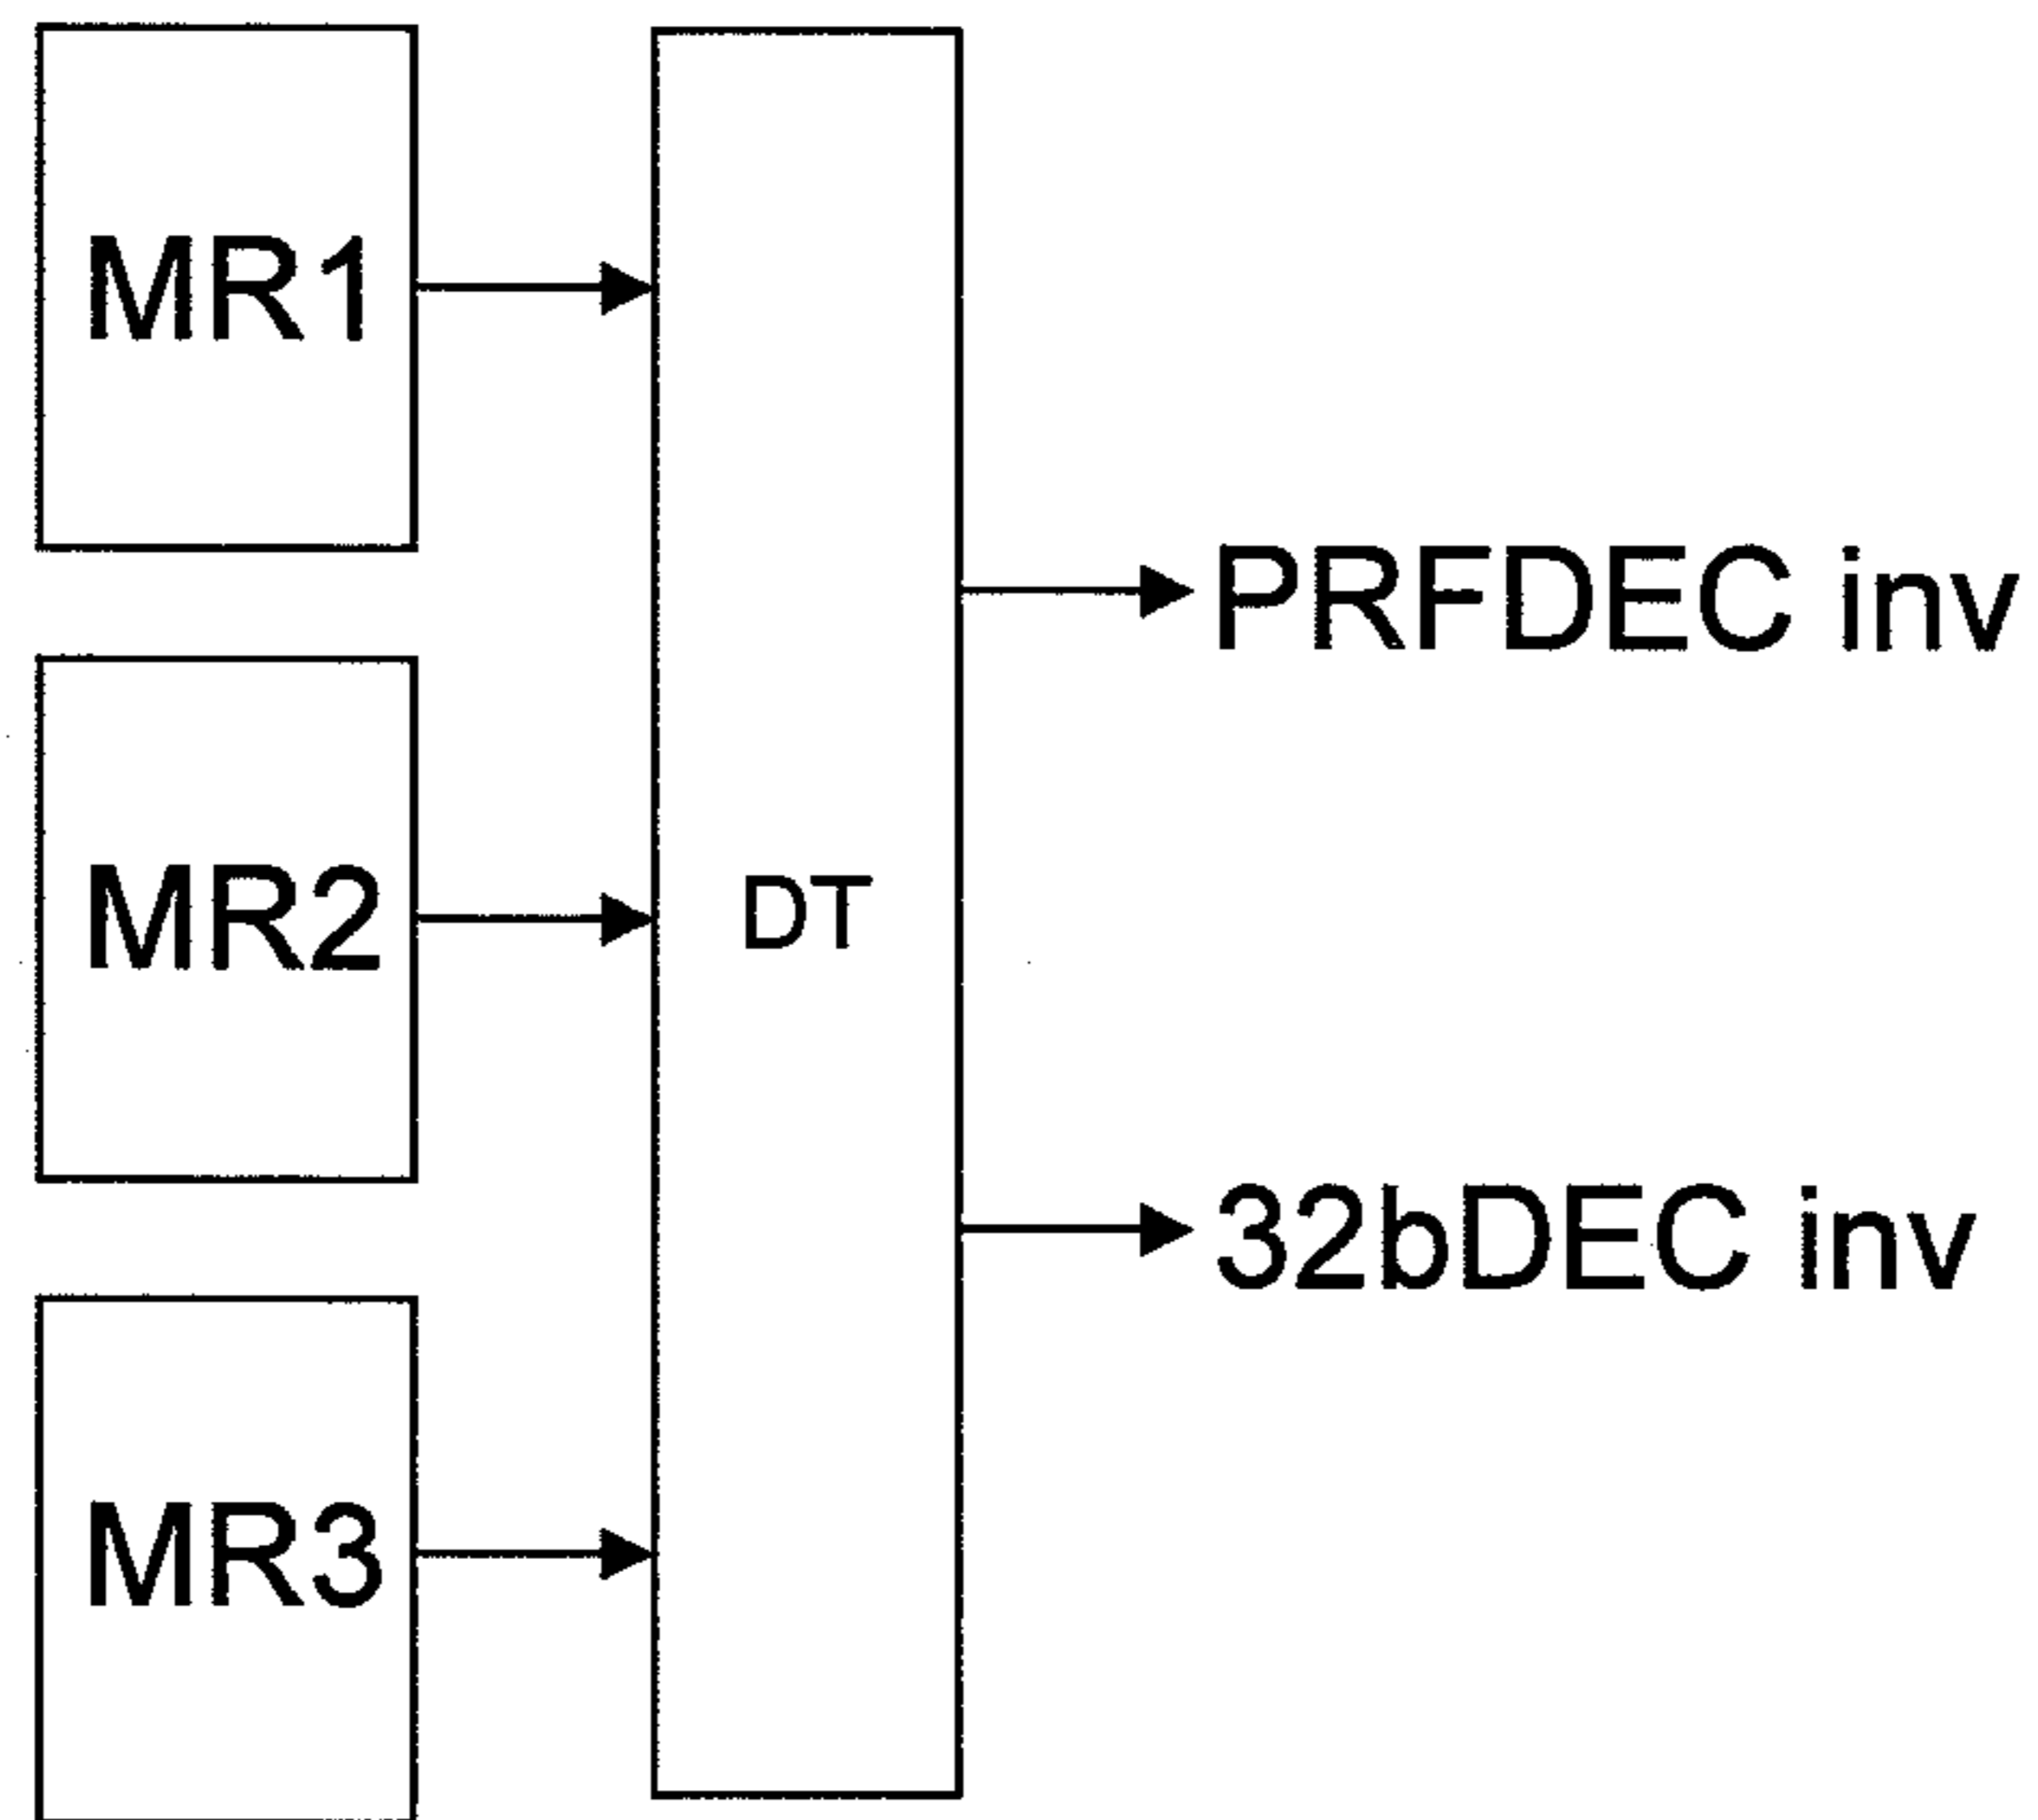 MR1
PRFDEC inv
MR2
DT
32bDEC inv
MR3